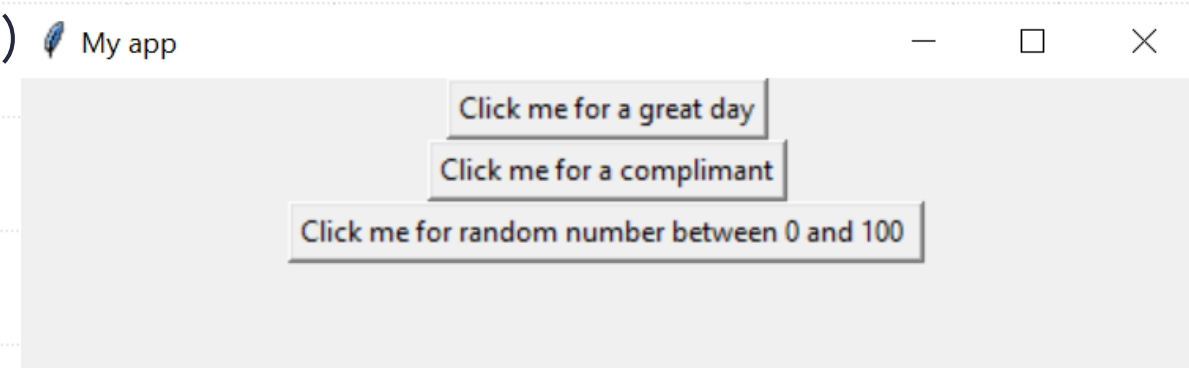 )
My app
Click me for a great day
Click me for a complimant
Click me for random number between 0 and 100